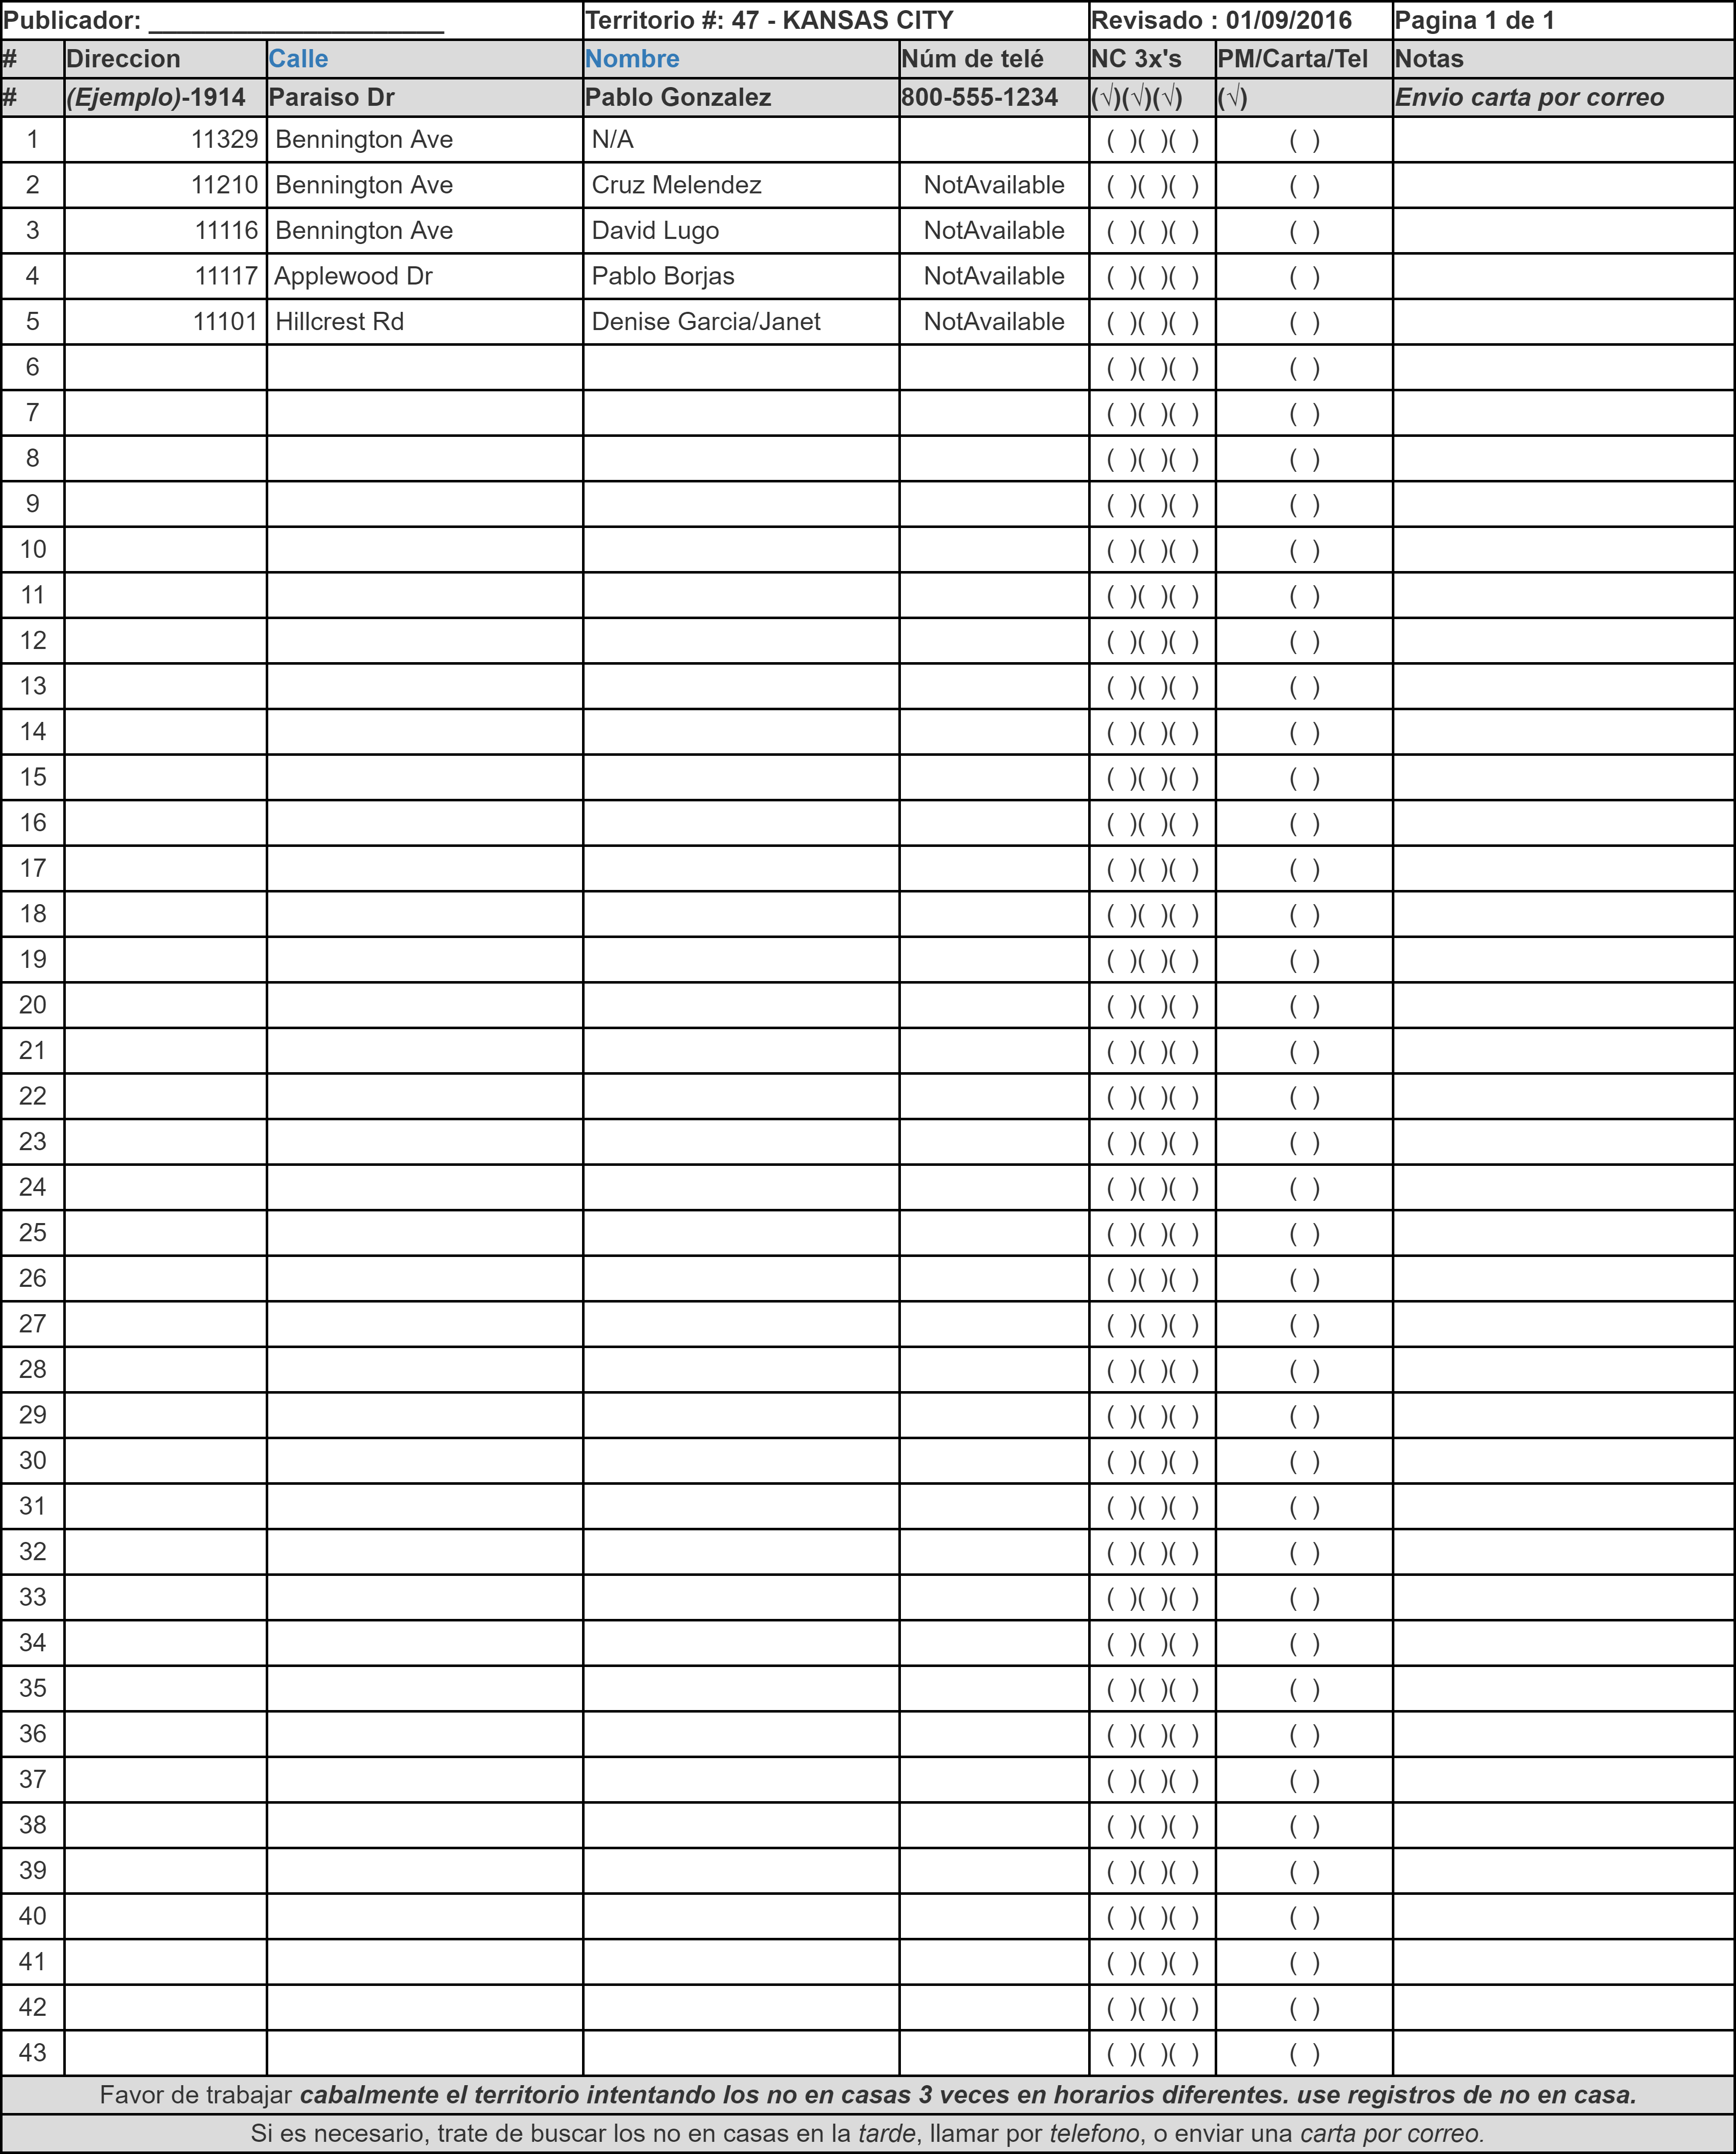 Publicador: _____________________ Territorio #: 47 - KANSAS CITY Revisado : 01/09/2016 Pagina 1 de 1
# Direccion Calle Nombre Núm de telé NC 3x's PM/Carta/Tel Notas
# (Ejemplo)-1914 Paraiso Dr Pablo Gonzalez 800-555-1234 (√)(√)(√) (√) Envio carta por correo
1 11329 Bennington Ave N/A ( )( )( ) ( )
2 11210 Bennington Ave Cruz Melendez NotAvailable ( )( )( ) ( )
3 11116 Bennington Ave David Lugo NotAvailable ( )( )( ) ( )
4 11117 Applewood Dr Pablo Borjas NotAvailable ( )( )( ) ( )
5 11101 Hillcrest Rd Denise Garcia/Janet NotAvailable ( )( )( ) ( )
6 ( )( )( ) ( )
7 ( )( )( ) ( )
8 ( )( )( ) ( )
9 ( )( )( ) ( )
10 ( )( )( ) ( )
11 ( )( )( ) ( )
12 ( )( )( ) ( )
13 ( )( )( ) ( )
14 ( )( )( ) ( )
15 ( )( )( ) ( )
16 ( )( )( ) ( )
17 ( )( )( ) ( )
18 ( )( )( ) ( )
19 ( )( )( ) ( )
20 ( )( )( ) ( )
21 ( )( )( ) ( )
22 ( )( )( ) ( )
23 ( )( )( ) ( )
24 ( )( )( ) ( )
25 ( )( )( ) ( )
26 ( )( )( ) ( )
27 ( )( )( ) ( )
28 ( )( )( ) ( )
29 ( )( )( ) ( )
30 ( )( )( ) ( )
31 ( )( )( ) ( )
32 ( )( )( ) ( )
33 ( )( )( ) ( )
34 ( )( )( ) ( )
35 ( )( )( ) ( )
36 ( )( )( ) ( )
37 ( )( )( ) ( )
38 ( )( )( ) ( )
39 ( )( )( ) ( )
40 ( )( )( ) ( )
41 ( )( )( ) ( )
42 ( )( )( ) ( )
43 ( )( )( ) ( )
Favor de trabajar cabalmente el territorio intentando los no en casas 3 veces en horarios diferentes. use registros de no en casa.
Si es necesario, trate de buscar los no en casas en la tarde, llamar por telefono, o enviar una carta por correo.